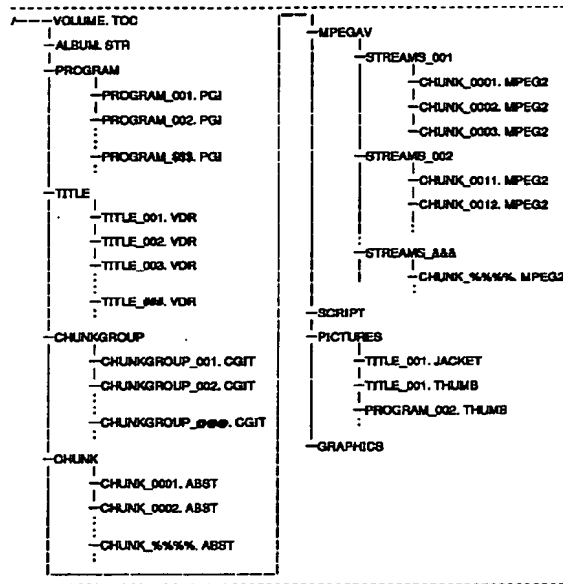 VOLUME. TOC
ALBUM. STR
PROGRAM
PROGRAM_001. PGI
PROGRAM_002. PGI
PROGRAM_$$$. PGI
TITLE
TITLE_001. VDR
TITLE_002. VDR
TITLE_003. VDR
TITLE_###. VDR
CHUNKGROUP
CHUNKGROUP_001. CGIT
CHUNKGROUP_002. CGIT
CHUNKGROUP_@@@. CGIT
CHUNK
CHUNK_0001. ABST
CHUNK_0002. ABST
CHUNK_%%%%. ABST
MPEGAV
STREAMS_001
CHUNK_0001. MPEG2
CHUNK_0002. MPEG2
CHUNK_0003. MPEG2
STREAMS_002
CHUNK_0011. MPEG2
CHUNK_0012. MPEG2
STREAMS_&&&
CHUNK_%%%%. MPEG2
SCRIPT
PICTURES
TITLE_001. JACKET
TITLE_001. THUMB
PROGRAM_002. THUMB
GRAPHICS